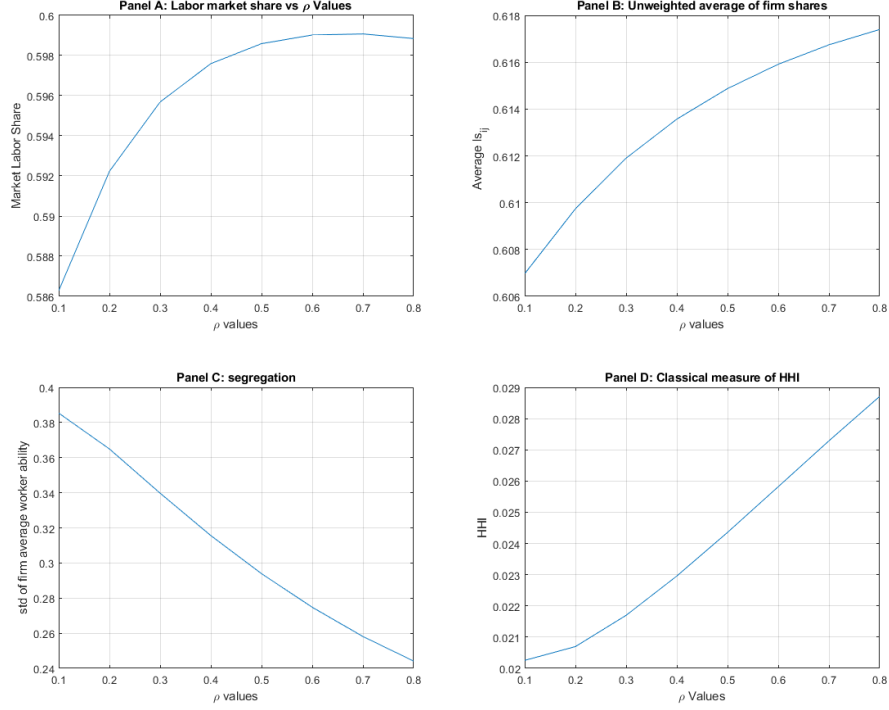 Panel A: Labor market share vs ρ Values
0.6
0.598
0.596
0.594
0.592
0.59
0.588
0.586
Market Labor Share
0.1 0.2 0.3 0.4 0.5 0.6 0.7 0.8
ρ values
Panel B: Unweighted average of firm shares
0.618
0.616
0.614
0.612
0.61
0.608
0.606
Average ls_ij
0.1 0.2 0.3 0.4 0.5 0.6 0.7 0.8
ρ values
Panel C: segregation
0.4
0.38
0.36
0.34
0.32
0.3
0.28
0.26
0.24
std of firm average worker ability
0.1 0.2 0.3 0.4 0.5 0.6 0.7 0.8
ρ values
Panel D: Classical measure of HHI
0.029
0.028
0.027
0.026
0.025
0.024
0.023
0.022
0.021
0.02
HHI
0.1 0.2 0.3 0.4 0.5 0.6 0.7 0.8
ρ Values